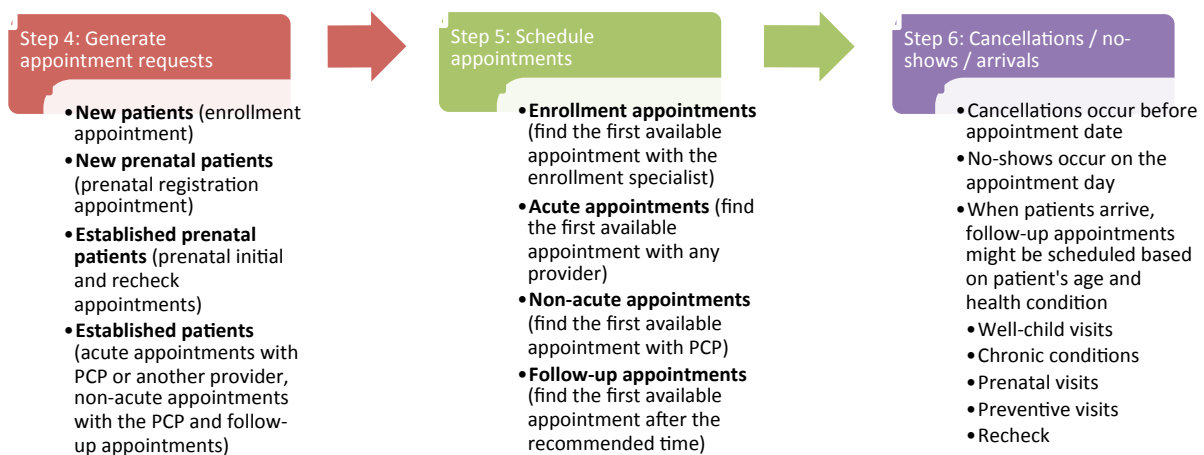 Step 4: Generate
appointment requests
•New patients (enrollment
appointment)
•New prenatal patients
(prenatal registration
appointment)
•Established prenatal
patients (prenatal initial
and recheck
appointments)
•Established patients
(acute appointments with
PCP or another provider,
non-acute appointments
with the PCP and follow-
up appointments)
Step 5: Schedule
appointments
•Enrollment appointments
(find the first available
appointment with the
enrollment specialist)
•Acute appointments (find
the first available
appointment with any
provider)
•Non-acute appointments
(find the first available
appointment with PCP)
•Follow-up appointments
(find the first available
appointment after the
recommended time)
Step 6: Cancellations / no-
shows / arrivals
•Cancellations occur before
appointment date
•No-shows occur on the
appointment day
•When patients arrive,
follow-up appointments
might be scheduled based
on patient's age and
health condition
•Well-child visits
•Chronic conditions
•Prenatal visits
•Preventive visits
•Recheck